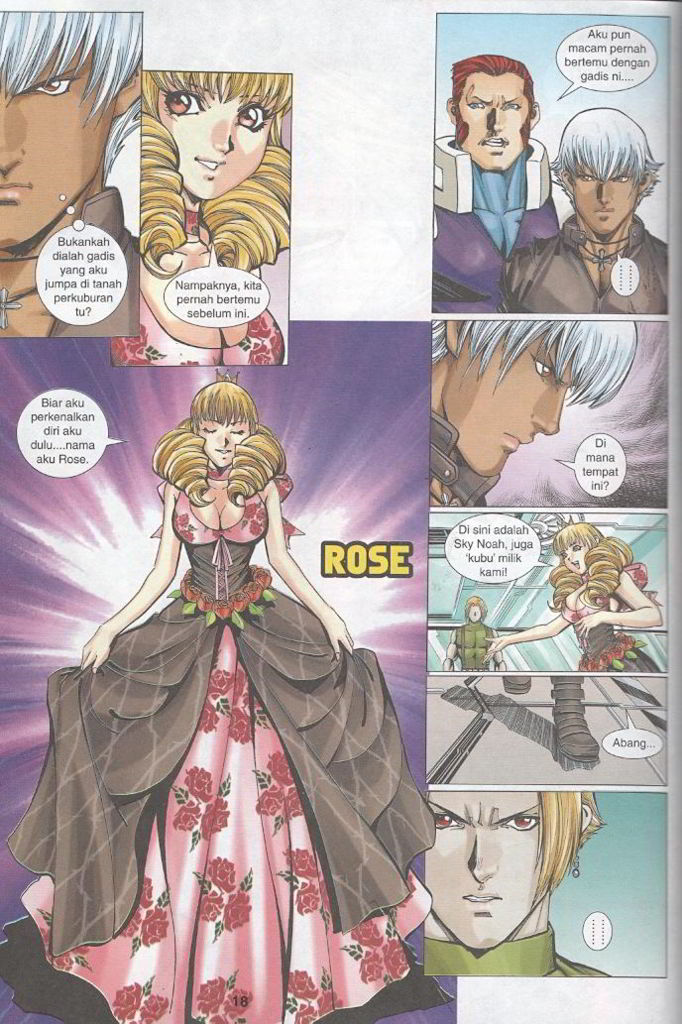 Bukankah
dialah gadis
yang aku
jumpa di tanah
perkuburan
tu?
Nampaknya, kita
pernah bertemu
sebelum ini.
Biar aku
perkenalkan
diri aku
dulu....nama
aku Rose.
ROSE
Aku pun
macam pernah
bertemu dengan
gadis ni....
Di
mana
tempat
ini?
Di sini adalah
Sky Noah, juga
'kubu' milik
kami!
Abang...
18